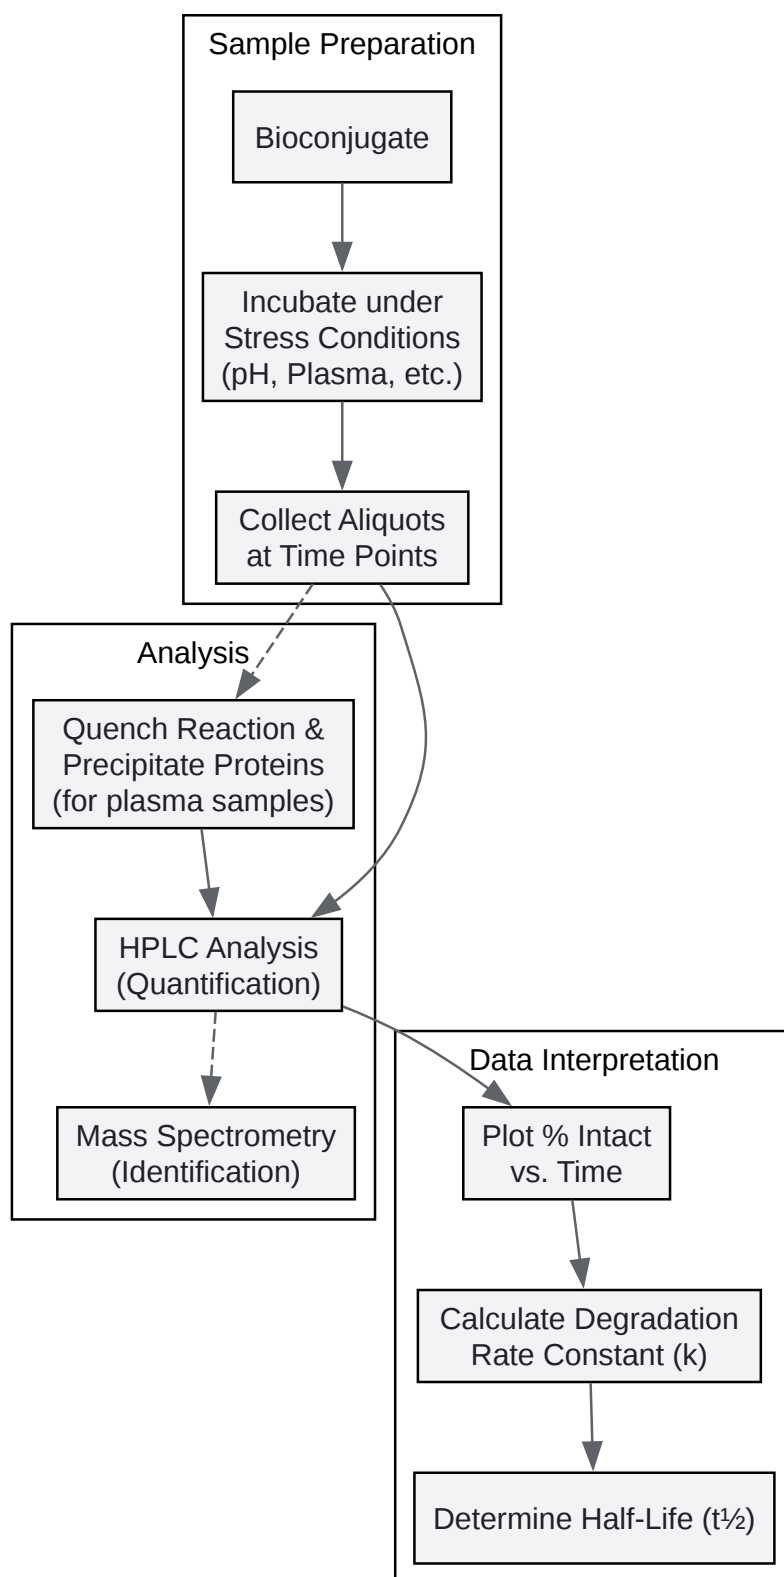 Sample Preparation
Bioconjugate
Incubate under
Stress Conditions
(pH, Plasma, etc.)
Collect Aliquots
at Time Points
Analysis
Quench Reaction &
Precipitate Proteins
(for plasma samples)
HPLC Analysis
(Quantification)
Mass Spectrometry
(Identification)
Data Interpretation
Plot % Intact
vs. Time
Calculate Degradation
Rate Constant (k)
Determine Half-Life (t½)